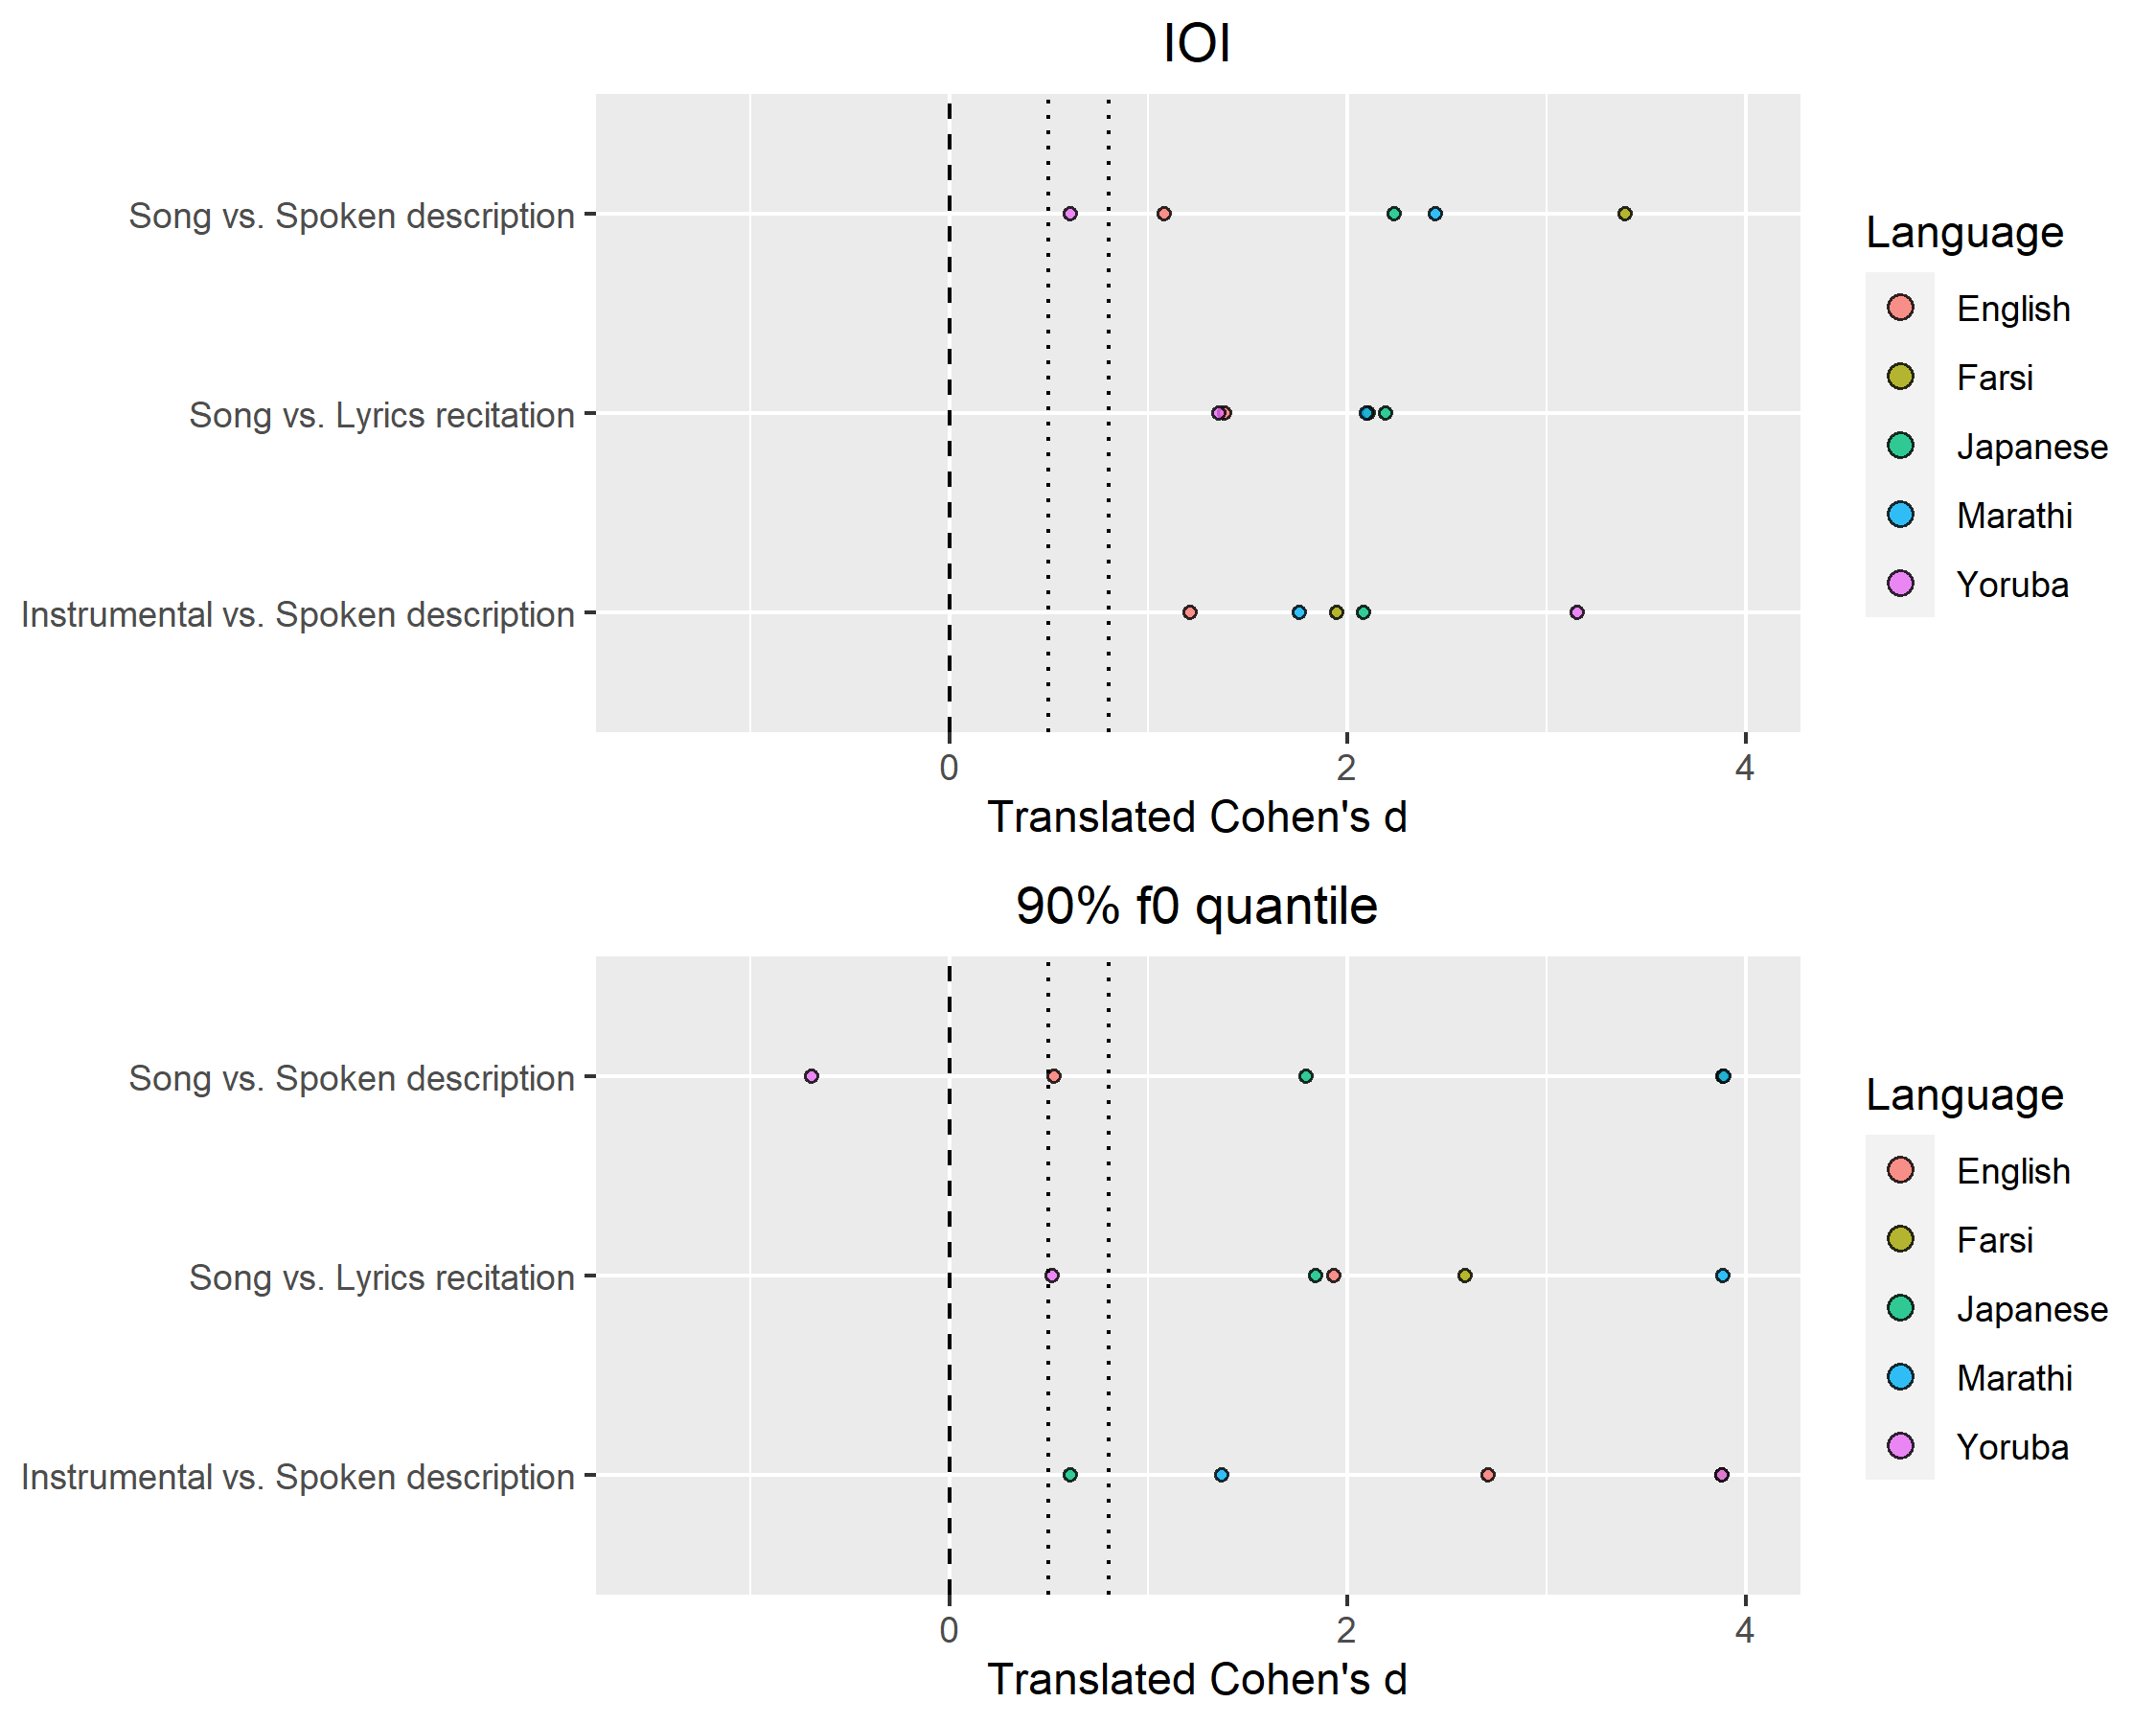 IOI
Song vs. Spoken description
Song vs. Lyrics recitation
Instrumental vs. Spoken description
0 2 4
Translated Cohen's d
Language
English
Farsi
Japanese
Marathi
Yoruba
90% f0 quantile
Song vs. Spoken description
Song vs. Lyrics recitation
Instrumental vs. Spoken description
0 2 4
Translated Cohen's d
Language
English
Farsi
Japanese
Marathi
Yoruba